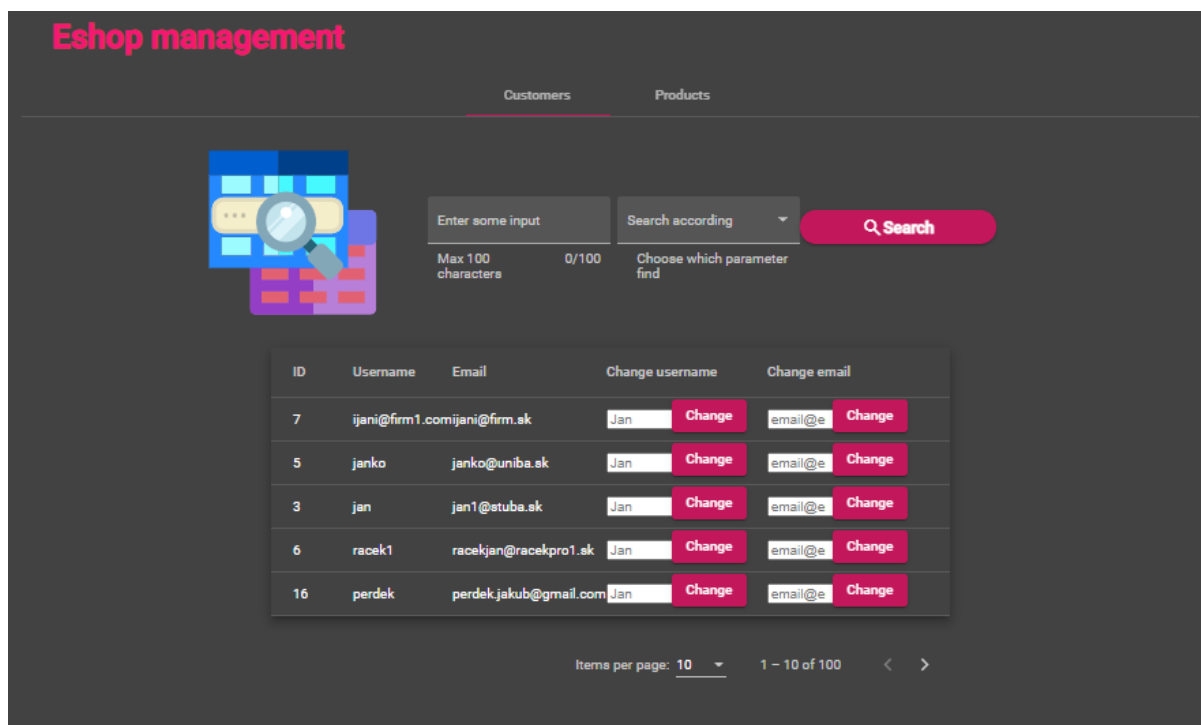 Eshop management
Customers Products
Enter some input Search according Search
Max 100 characters 0/100 Choose which parameter find
ID Username Email Change username Change email
7 ijani@firm1.com ijani@firm.sk Jan Change email@e Change
5 janko janko@uniba.sk Jan Change email@e Change
3 jan jan1@stuba.sk Jan Change email@e Change
6 racek1 racekjan@racekpro1.sk Jan Change email@e Change
16 perdek perdek.jakub@gmail.com Jan Change email@e Change
Items per page: 10 1 – 10 of 100